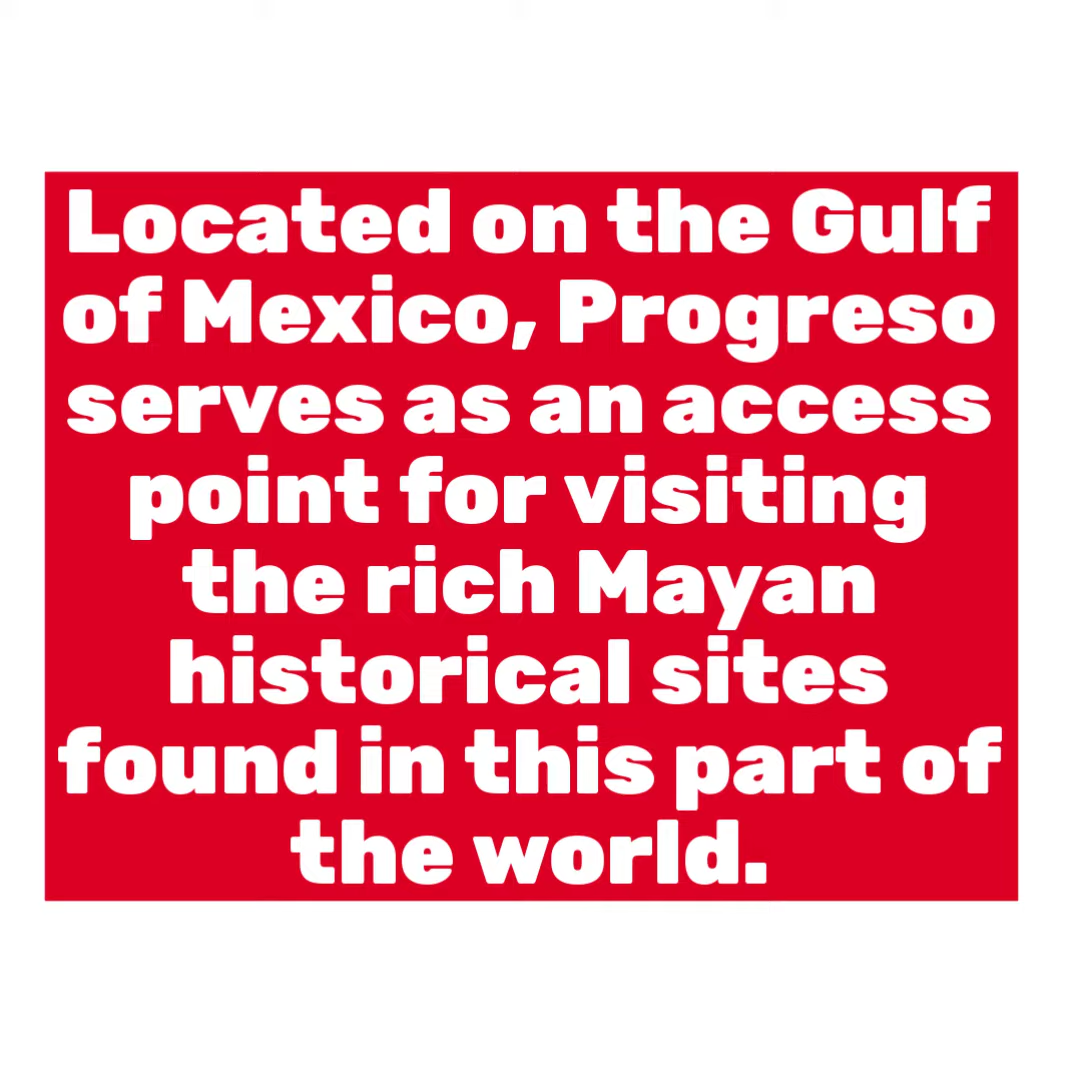 Located on the Gulf
of Mexico, Progreso
serves as an access
point for visiting
the rich Mayan
historical sites
found in this part of
the world.